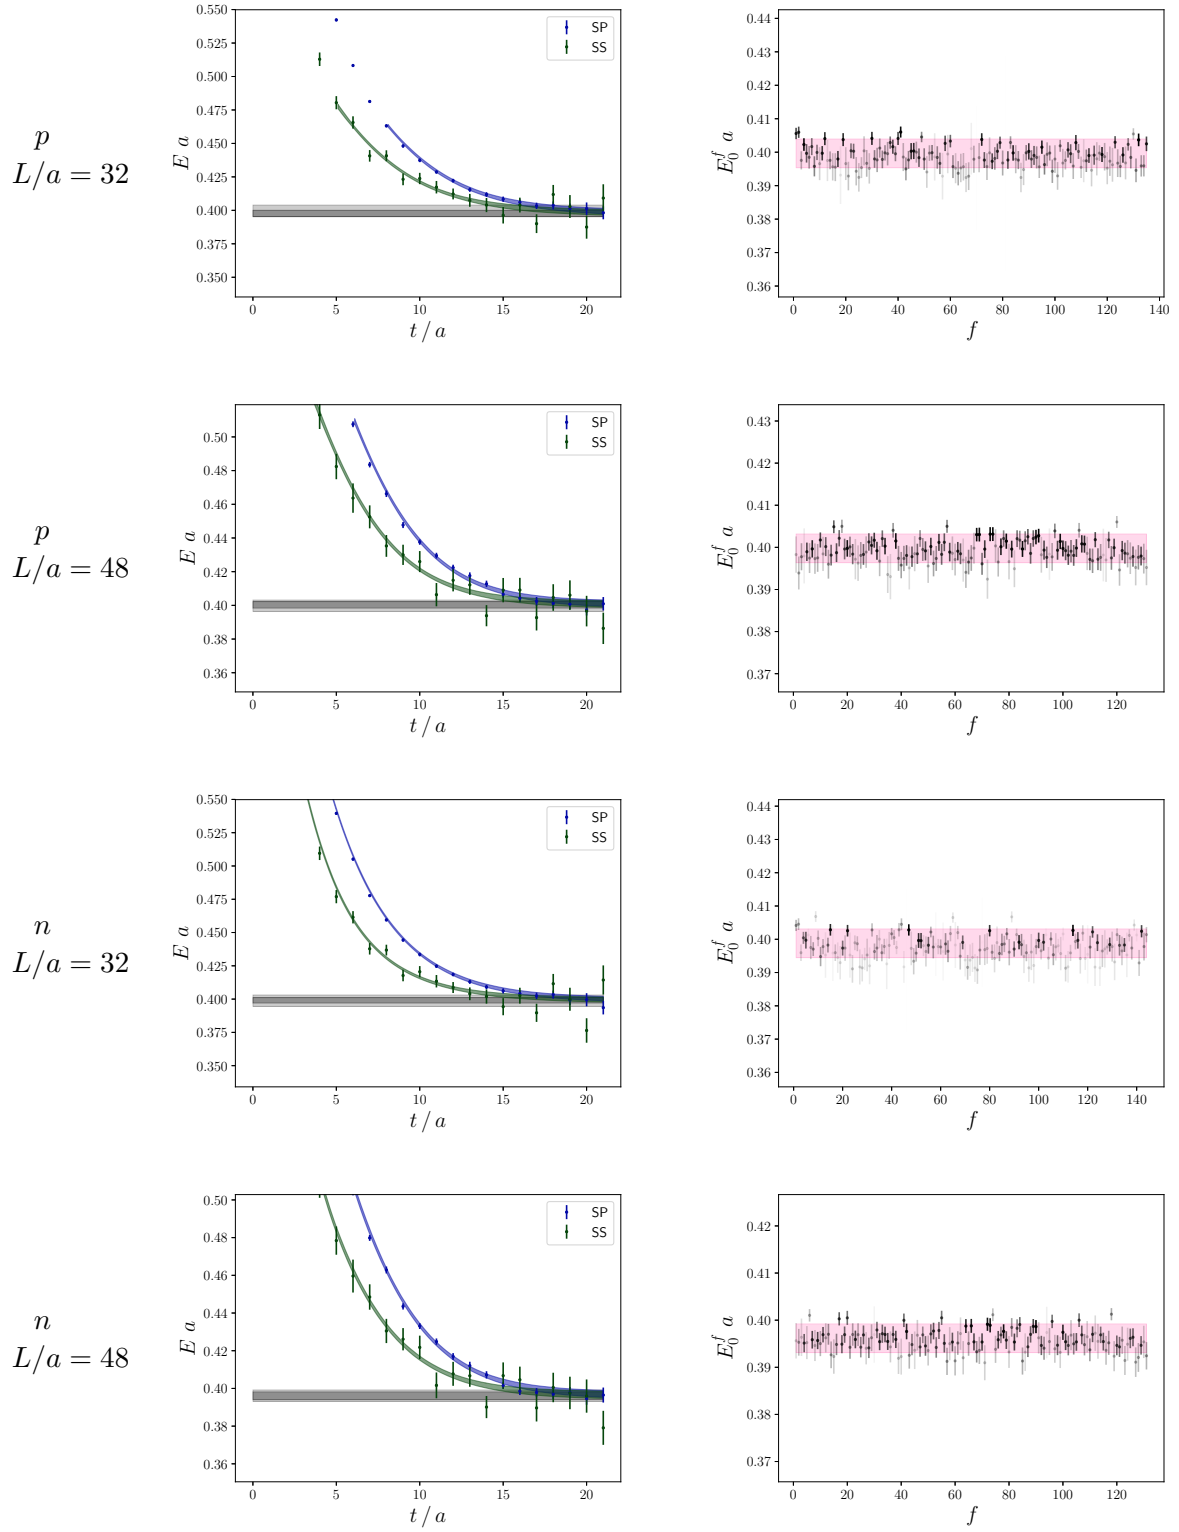 p
L/a = 32
E a
0.550
0.525
0.500
0.475
0.450
0.425
0.400
0.375
0.350
SP
SS
0 5 10 15 20
t / a
E_0^f a
0.44
0.43
0.42
0.41
0.40
0.39
0.38
0.37
0.36
0 20 40 60 80 100 120 140
f
p
L/a = 48
E a
0.50
0.48
0.46
0.44
0.42
0.40
0.38
0.36
SP
SS
0 5 10 15 20
t / a
E_0^f a
0.43
0.42
0.41
0.40
0.39
0.38
0.37
0 20 40 60 80 100 120
f
n
L/a = 32
E a
0.550
0.525
0.500
0.475
0.450
0.425
0.400
0.375
0.350
SP
SS
0 5 10 15 20
t / a
E_0^f a
0.44
0.43
0.42
0.41
0.40
0.39
0.38
0.37
0.36
0 20 40 60 80 100 120 140
f
n
L/a = 48
E a
0.50
0.48
0.46
0.44
0.42
0.40
0.38
0.36
SP
SS
0 5 10 15 20
t / a
E_0^f a
0.42
0.41
0.40
0.39
0.38
0.37
0 20 40 60 80 100 120
f